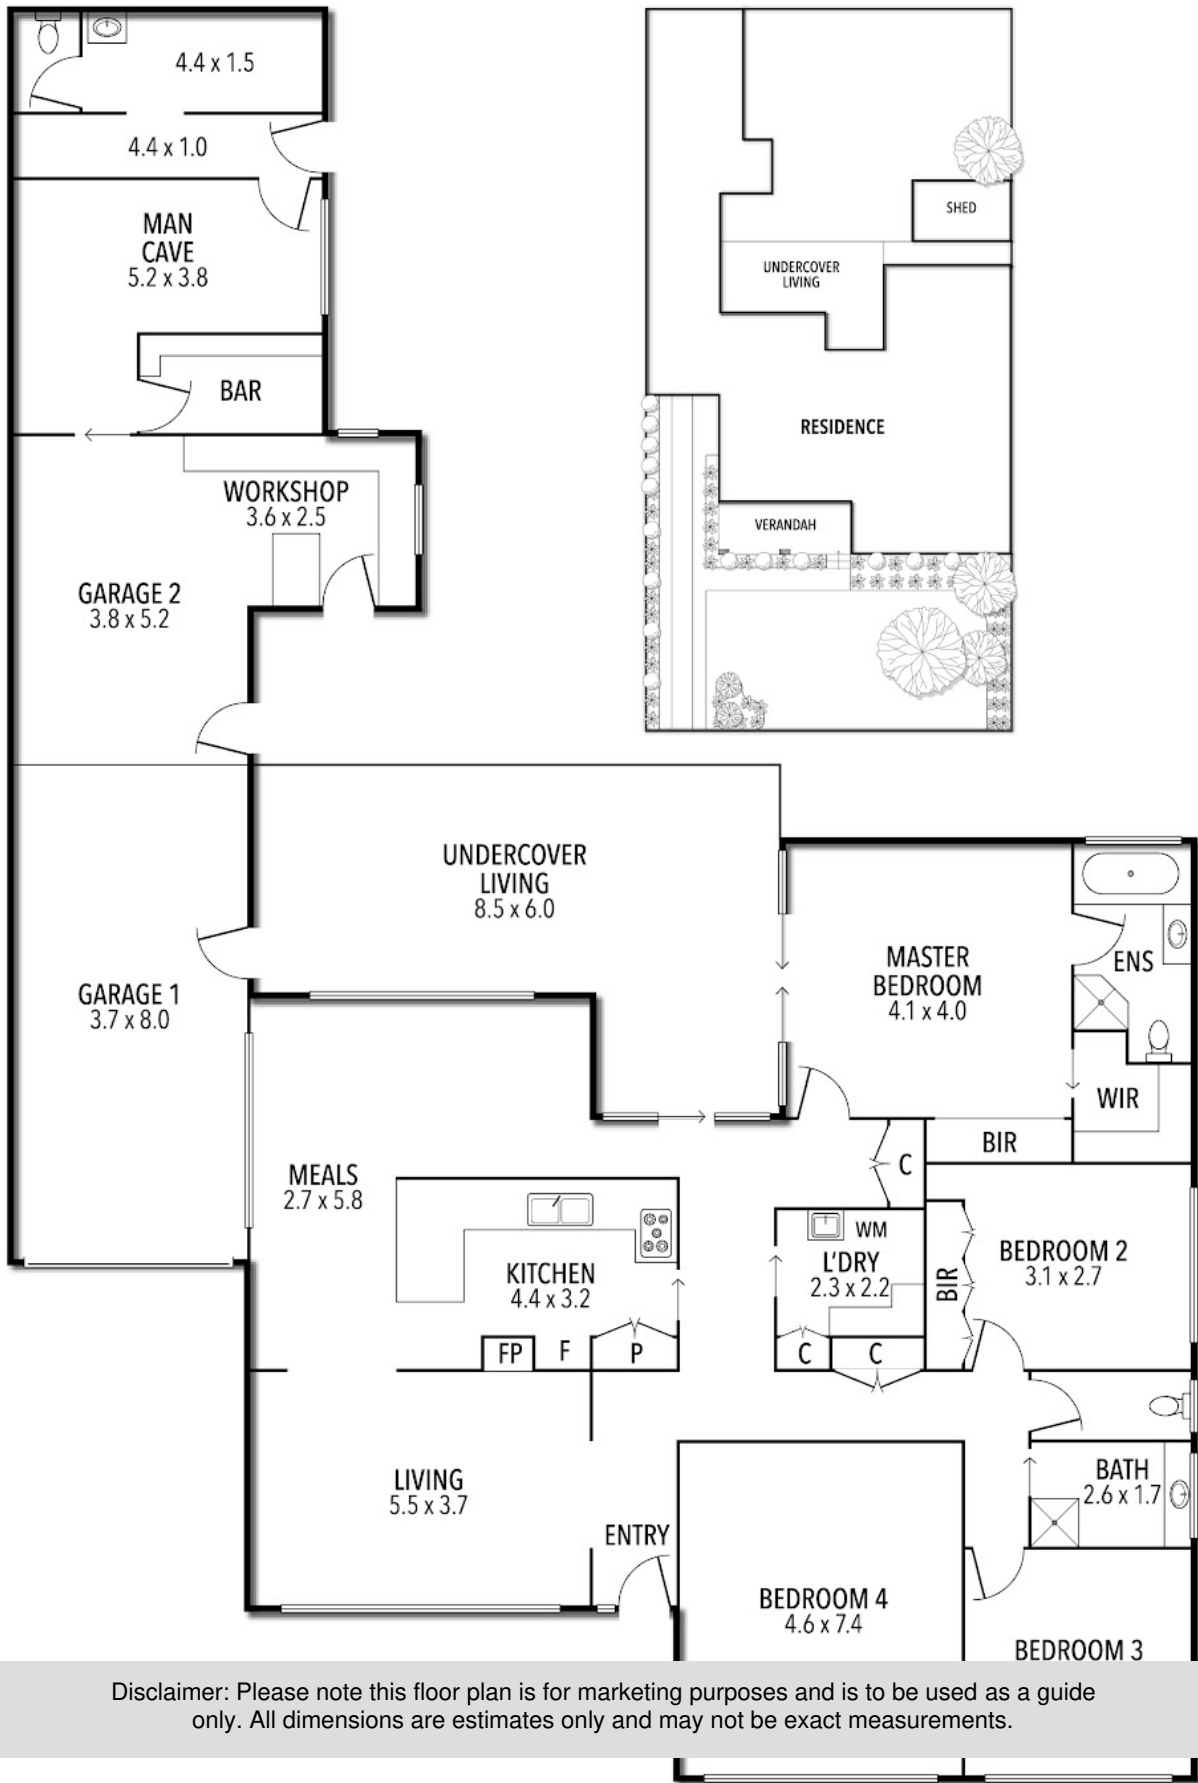 4.4 x 1.5
4.4 x 1.0
MAN
CAVE
5.2 x 3.8
BAR
WORKSHOP
3.6 x 2.5
GARAGE 2
3.8 x 5.2
SHED
UNDERCOVER
LIVING
RESIDENCE
VERANDAH
UNDERCOVER
LIVING
8.5 x 6.0
GARAGE 1
3.7 x 8.0
MASTER
BEDROOM
4.1 x 4.0
ENS
WIR
BIR
C
MEALS
2.7 x 5.8
KITCHEN
4.4 x 3.2
FP
F
P
WM
L'DRY
2.3 x 2.2
C
C
BIR
BEDROOM 2
3.1 x 2.7
LIVING
5.5 x 3.7
ENTRY
BATH
2.6 x 1.7
BEDROOM 4
4.6 x 7.4
BEDROOM 3
Disclaimer: Please note this floor plan is for marketing purposes and is to be used as a guide
only. All dimensions are estimates only and may not be exact measurements.